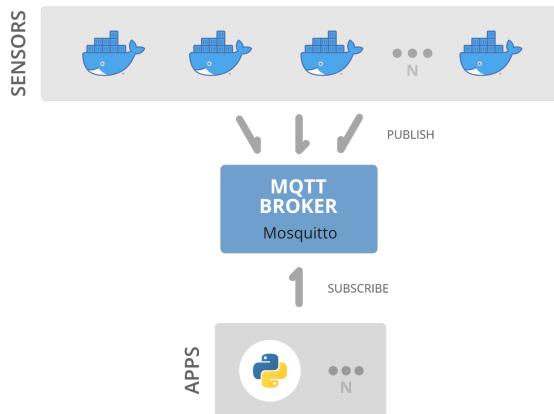 SENSORS
N
PUBLISH
MQTT
BROKER
Mosquitto
SUBSCRIBE
APPS
N